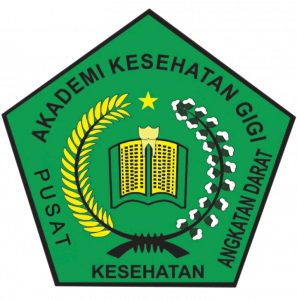 AKADEMI KESEHATAN GIGI
PUSAT
KESEHATAN
ANGKATAN DARAT